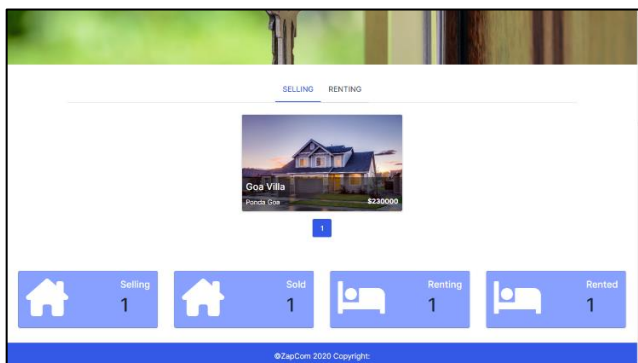 SELLING RENTING
Goa Villa
Ponda Goa $230000
1
Selling
1
Sold
1
Renting
1
Rented
1
©ZapCom 2020 Copyright: